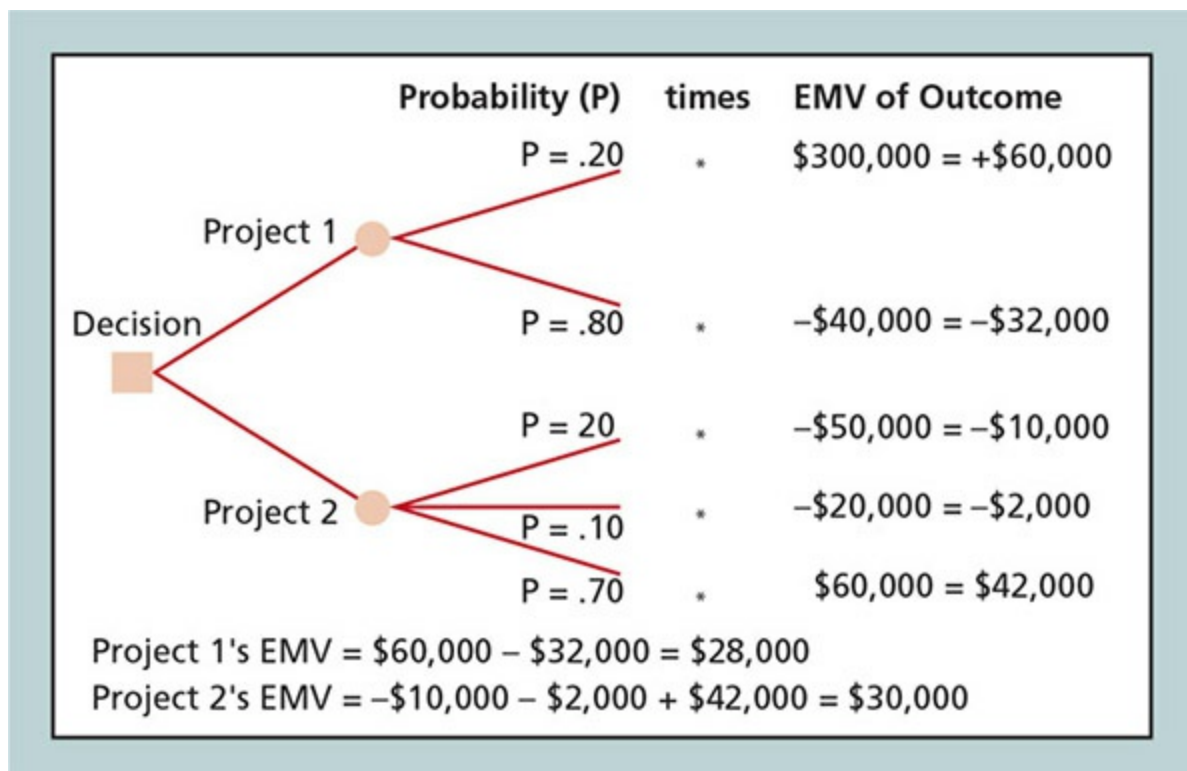 Probability (P) times EMV of Outcome
P = .20 * $300,000 = +$60,000
Project 1
P = .80 * –$40,000 = –$32,000
Decision
P = 20 * –$50,000 = –$10,000
Project 2
P = .10 * –$20,000 = –$2,000
P = .70 * $60,000 = $42,000
Project 1's EMV = $60,000 – $32,000 = $28,000
Project 2's EMV = –$10,000 – $2,000 + $42,000 = $30,000